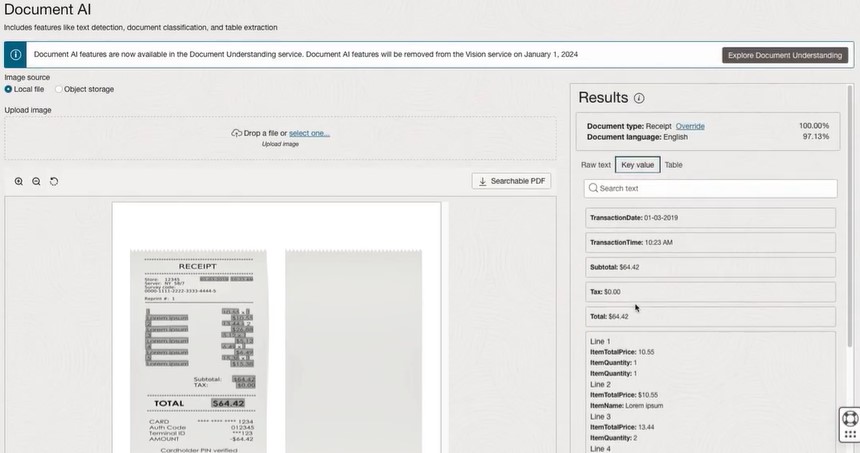 Document AI
Includes features like text detection, document classification, and table extraction
Document AI features are now available in the Document Understanding service. Document AI features will be removed from the Vision service on January 1, 2024
Explore Document Understanding
Image source
Local file
Object storage
Upload image
Drop a file or select one...
Upload image
Searchable PDF
RECEIPT
Store: 12345
Server: NY 58/7
Survey code:
0000-1111-2222-3333-4444-5
Reprint #: 1
Lorem ipsum
Lorem ipsum
Lorem ipsum
Lorem ipsum
Lorem ipsum
Subtotal: $64.42
TAX: $0.00
TOTAL $64.42
CARD **** **** **** 1234
Auth Code 012345
Terminal ID ***123
AMOUNT -$64.42
Cardholder PIN verified
Results
Document type: Receipt Override 100.00%
Document language: English 97.13%
Raw text Key value Table
Search text
TransactionDate: 01-03-2019
TransactionTime: 10:23 AM
Subtotal: $64.42
Tax: $0.00
Total: $64.42
Line 1
ItemTotalPrice: 10.55
ItemQuantity: 1
ItemQuantity: 1
Line 2
ItemTotalPrice: $10.55
ItemName: Lorem ipsum
Line 3
ItemTotalPrice: 13.44
ItemQuantity: 2
Line 4